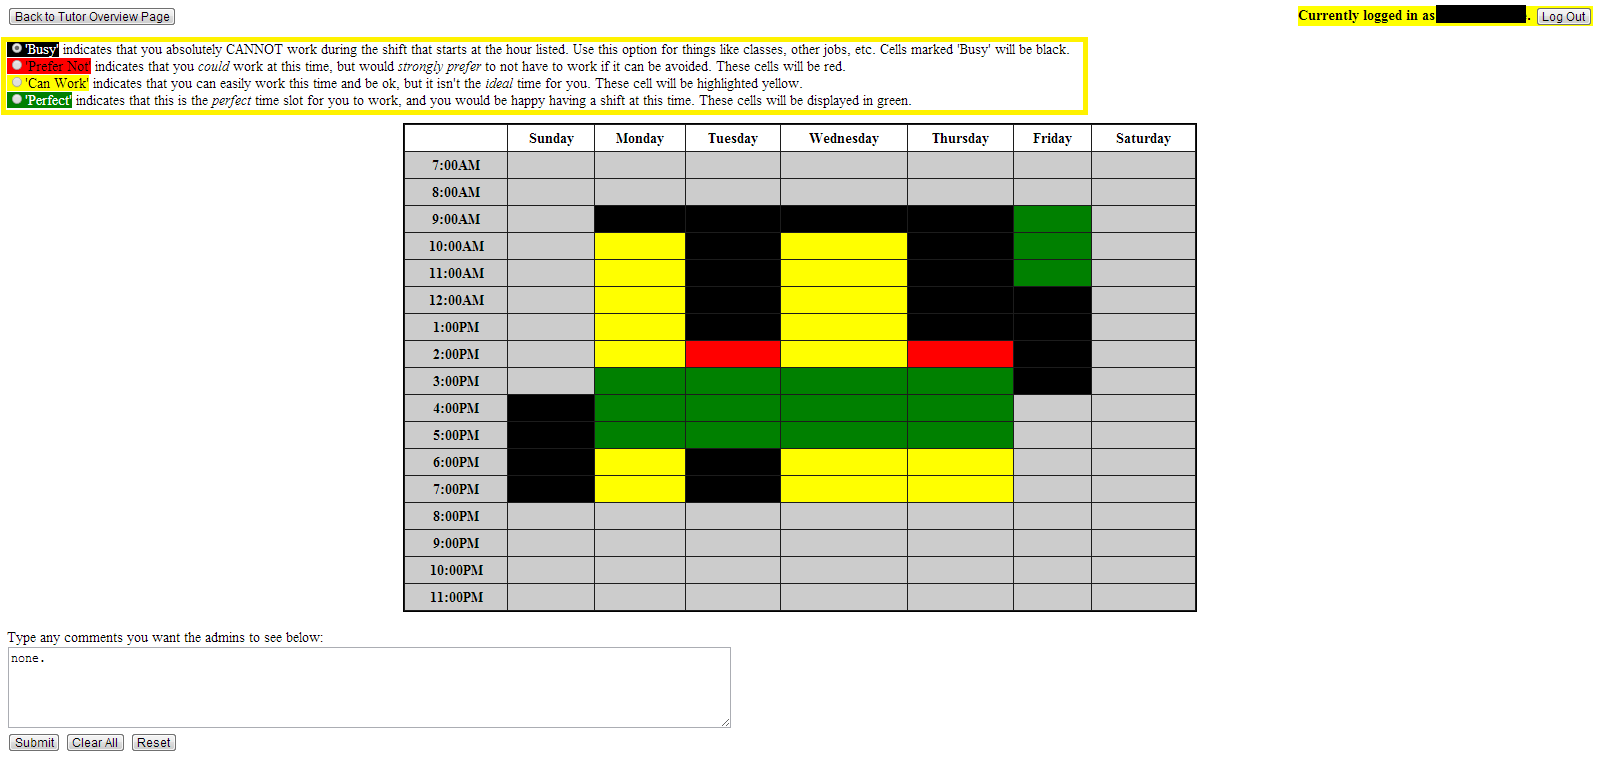 Back to Tutor Overview Page
Currently logged in as . Log Out
'Busy' indicates that you absolutely CANNOT work during the shift that starts at the hour listed. Use this option for things like classes, other jobs, etc. Cells marked 'Busy' will be black.
'Prefer Not' indicates that you could work at this time, but would strongly prefer to not have to work if it can be avoided. These cells will be red.
'Can Work' indicates that you can easily work this time and be ok, but it isn't the ideal time for you. These cell will be highlighted yellow.
'Perfect' indicates that this is the perfect time slot for you to work, and you would be happy having a shift at this time. These cells will be displayed in green.
Sunday Monday Tuesday Wednesday Thursday Friday Saturday
7:00AM
8:00AM
9:00AM
10:00AM
11:00AM
12:00AM
1:00PM
2:00PM
3:00PM
4:00PM
5:00PM
6:00PM
7:00PM
8:00PM
9:00PM
10:00PM
11:00PM
Type any comments you want the admins to see below:
none.
Submit Clear All Reset